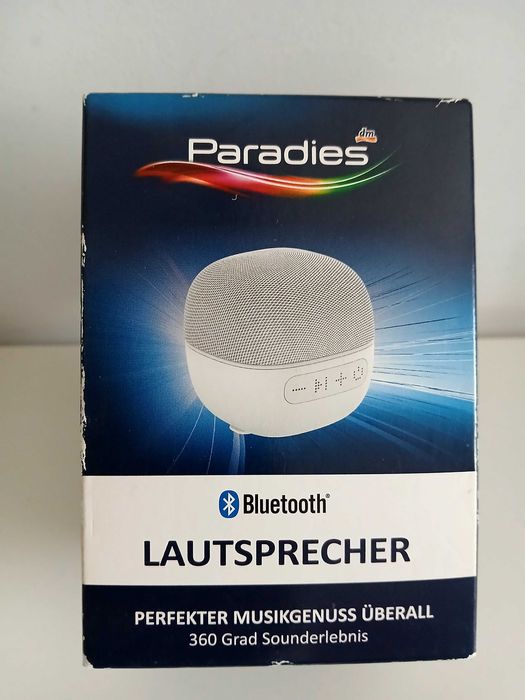 dm
Paradies
Bluetooth®
LAUTSPRECHER
PERFEKTER MUSIKGENUSS ÜBERALL
360 Grad Sounderlebnis